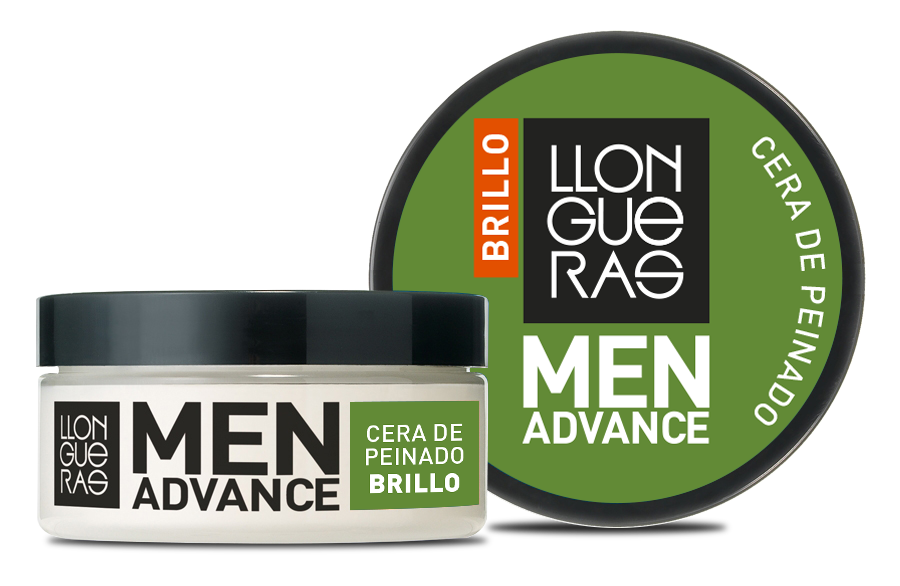 BRILLO
LLON
GUE
RAS
MEN
ADVANCE
CERA DE PEINADO
LLON
GUE
RAS
MEN
ADVANCE
CERA DE
PEINADO
BRILLO